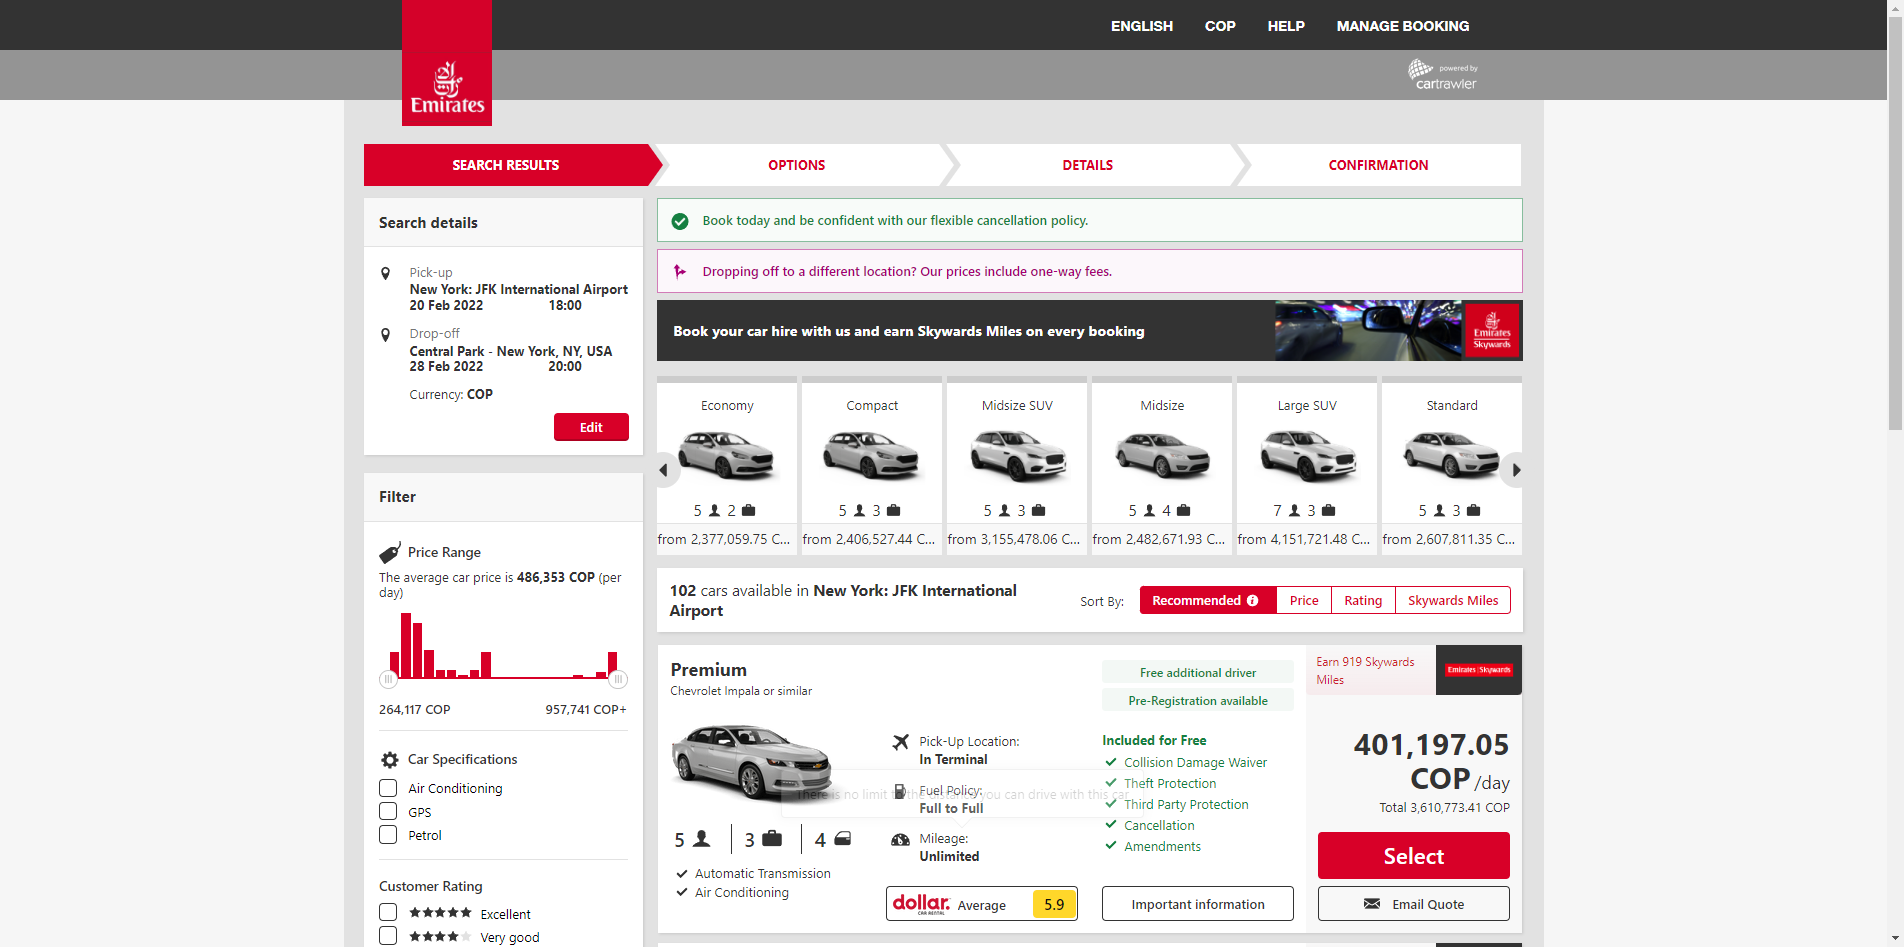 ENGLISH COP HELP MANAGE BOOKING
Emirates
powered by
cartrawler
SEARCH RESULTS
OPTIONS
DETAILS
CONFIRMATION
Search details
Pick-up
New York: JFK International Airport
20 Feb 2022 18:00
Drop-off
Central Park - New York, NY, USA
28 Feb 2022 20:00
Currency: COP
Edit
Filter
Price Range
The average car price is 486,353 COP (per
day)
264,117 COP 957,741 COP+
Car Specifications
Air Conditioning
GPS
Petrol
Customer Rating
Excellent
Very good
Book today and be confident with our flexible cancellation policy.
Dropping off to a different location? Our prices include one-way fees.
Book your car hire with us and earn Skywards Miles on every booking
Emirates
Skywards
Economy
5 2
from 2,377,059.75 C...
Compact
5 3
from 2,406,527.44 C...
Midsize SUV
5 3
from 3,155,478.06 C...
Midsize
5 4
from 2,482,671.93 C...
Large SUV
7 3
from 4,151,721.48 C...
Standard
5 3
from 2,607,811.35 C...
102 cars available in New York: JFK International
Airport
Sort By:
Recommended
Price
Rating
Skywards Miles
Premium
Chevrolet Impala or similar
5 3 4
Automatic Transmission
Air Conditioning
Pick-Up Location:
In Terminal
Fuel Policy:
Full to Full
There is no limit to the distance you can drive with this car
Mileage:
Unlimited
dollar.
CAR RENTAL
Average 5.9
Free additional driver
Pre-Registration available
Included for Free
Collision Damage Waiver
Theft Protection
Third Party Protection
Cancellation
Amendments
Important information
Earn 919 Skywards
Miles
Emirates Skywards
401,197.05
COP /day
Total 3,610,773.41 COP
Select
Email Quote